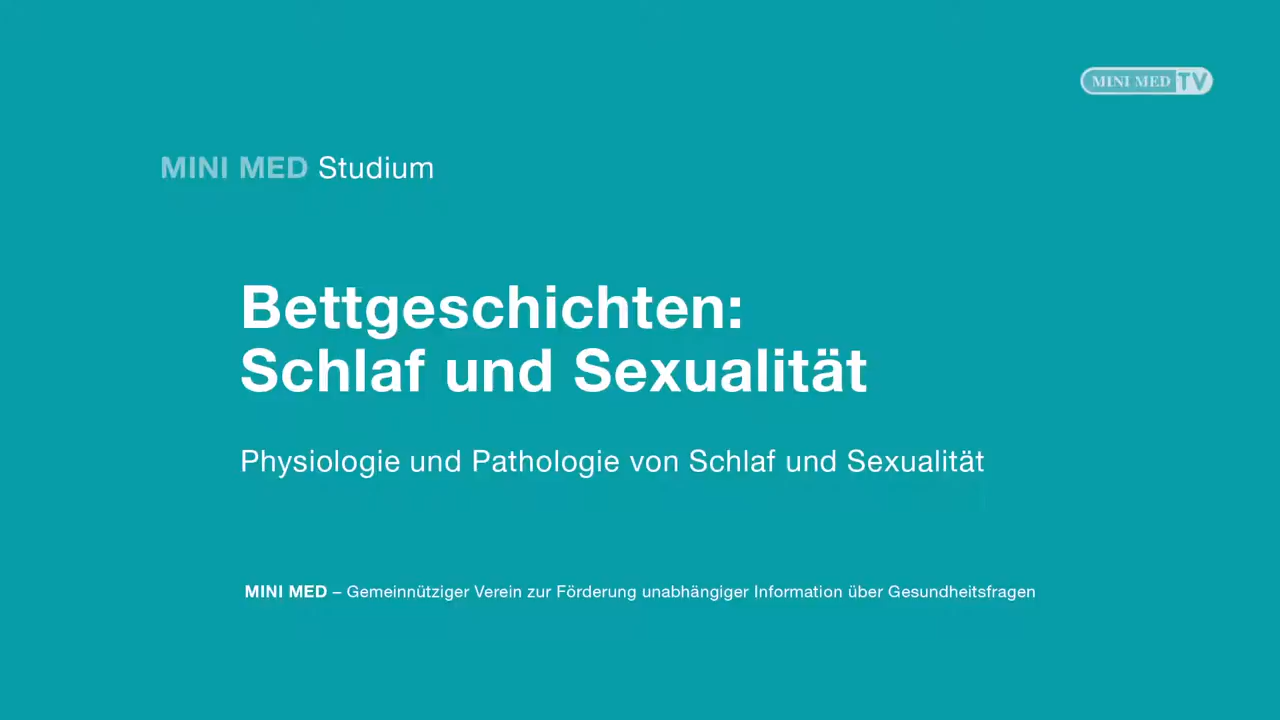 MINI MED TV
MINI MED Studium
Bettgeschichten:
Schlaf und Sexualität
Physiologie und Pathologie von Schlaf und Sexualität
MINI MED – Gemeinnütziger Verein zur Förderung unabhängiger Information über Gesundheitsfragen